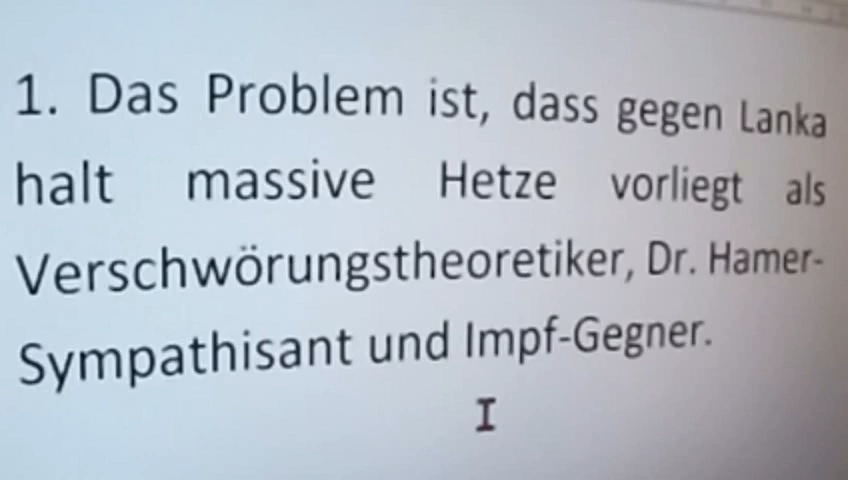 1. Das Problem ist, dass gegen Lanka
halt massive Hetze vorliegt als
Verschwörungstheoretiker, Dr. Hamer-
Sympathisant und Impf-Gegner.